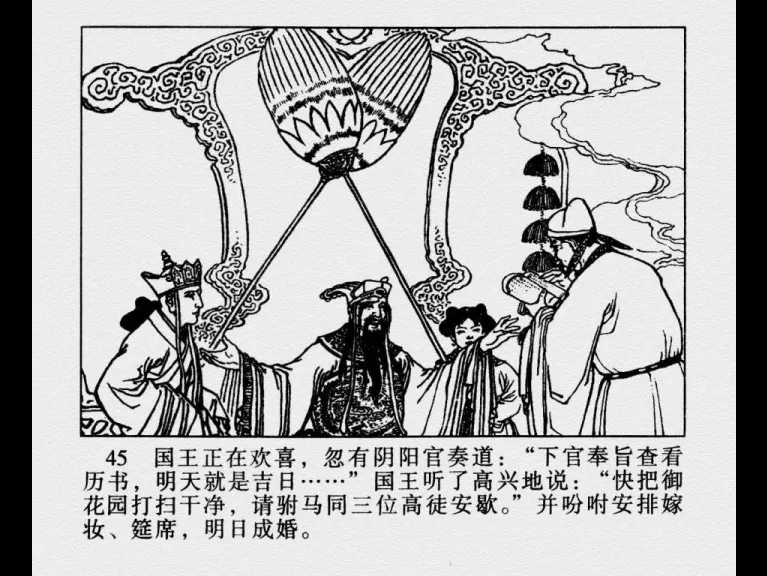 45 国王正在欢喜，忽有阴阳官奏道：“下官奉旨查看
历书，明天就是吉日……” 国王听了高兴地说：“快把御
花园打扫干净，请驸马同三位高徒安歇。” 并吩咐安排嫁
妆、筵席，明日成婚。